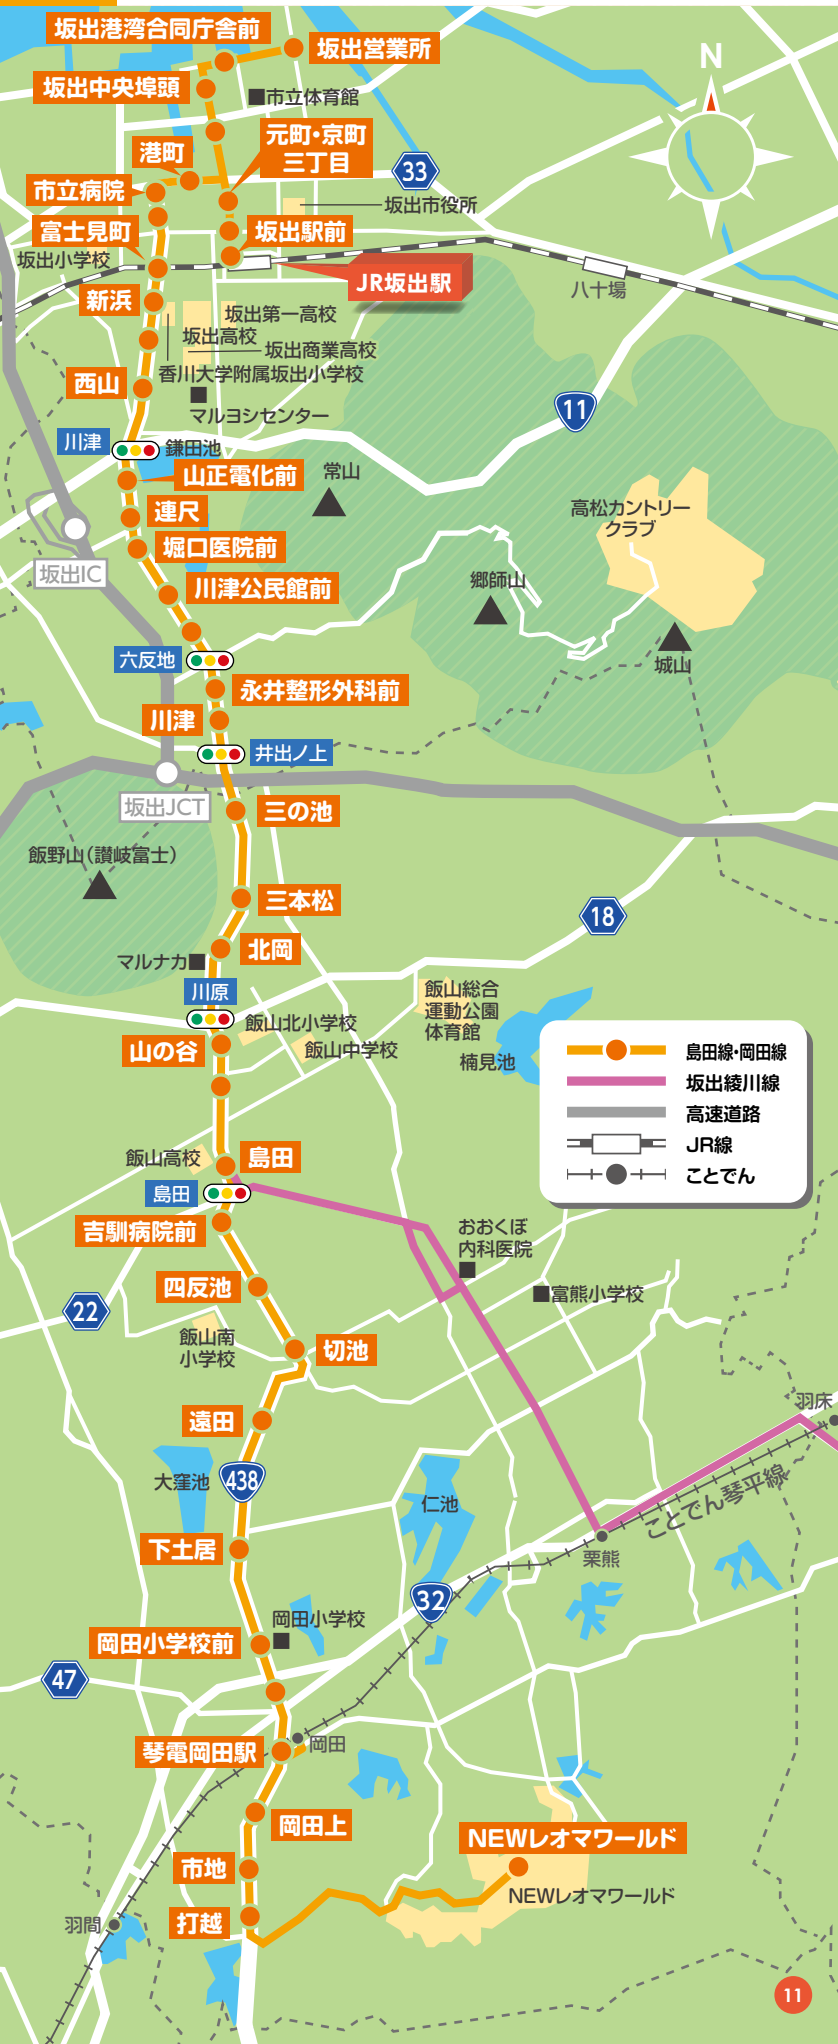 坂出港湾合同庁舎前
坂出営業所
坂出中央埠頭
■市立体育館
N
元町・京町
三丁目
港町
33
市立病院
坂出市役所
富士見町
坂出駅前
坂出小学校
JR坂出駅
八十場
新浜
坂出第一高校
坂出高校
坂出商業高校
香川大学附属坂出小学校
西山
マルヨシセンター
11
川津
鎌田池
山正電化前
常山
連尺
高松カントリー
クラブ
堀口医院前
坂出IC
川津公民館前
郷師山
六反地
城山
永井整形外科前
川津
井出ノ上
坂出JCT
三の池
飯野山(讃岐富士)
三本松
18
北岡
マルナカ■
川原
飯山総合
運動公園
体育館
飯山北小学校
山の谷
飯山中学校
楠見池
島田線・岡田線
坂出綾川線
高速道路
JR線
ことでん
飯山高校
島田
島田
吉馴病院前
おおくぼ
内科医院
四反池
■富熊小学校
22
飯山南
小学校
切池
羽床
遠田
大窪池
438
仁池
ことでん琴平線
下土居
栗熊
32
岡田小学校
岡田小学校前
47
琴電岡田駅
岡田
岡田上
NEWレオマワールド
市地
NEWレオマワールド
打越
羽間
11